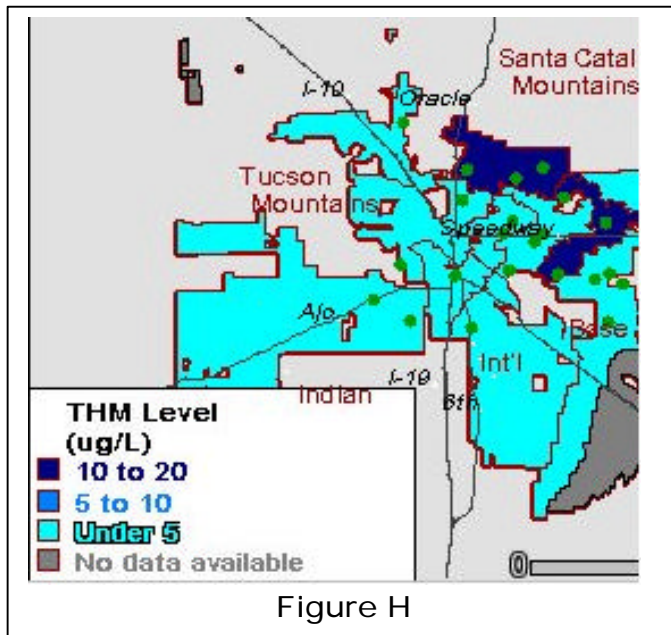 Santa Catal
Mountains
I-10
Oracle
Tucson
Mountains
Speedway
Ajo
Base
Int'l
I-19
Indian
6th
THM Level
(ug/L)
10 to 20
5 to 10
Under 5
No data available
0
Figure H